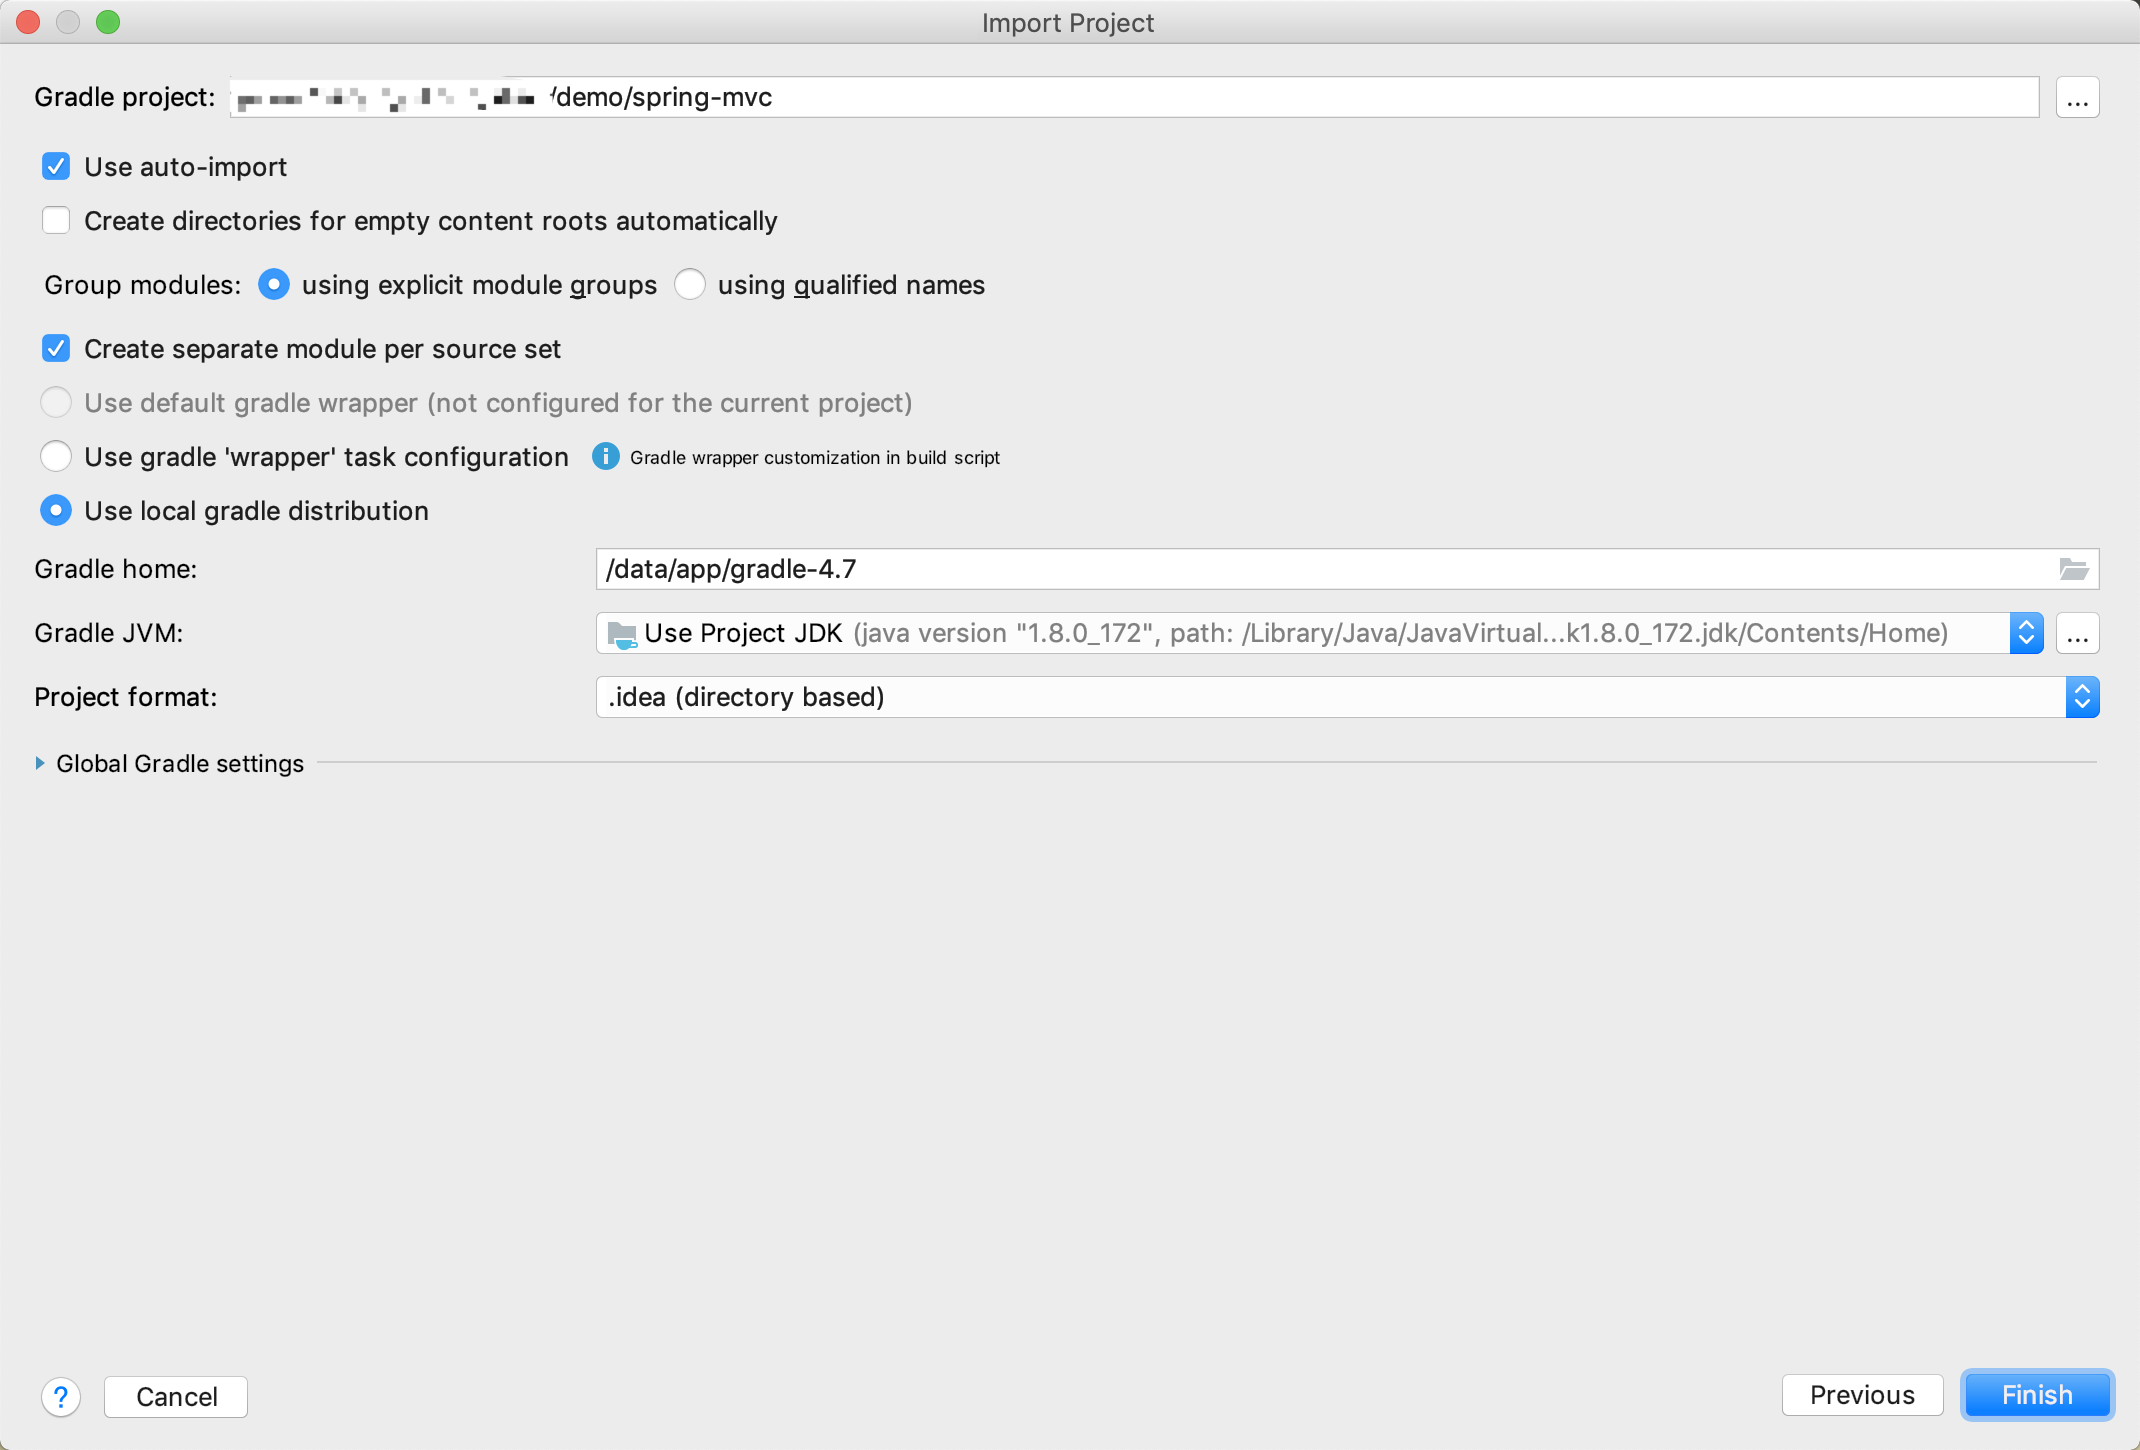 Import Project
Gradle project: /demo/spring-mvc ...
Use auto-import
Create directories for empty content roots automatically
Group modules: using explicit module groups using qualified names
Create separate module per source set
Use default gradle wrapper (not configured for the current project)
Use gradle 'wrapper' task configuration Gradle wrapper customization in build script
Use local gradle distribution
Gradle home: /data/app/gradle-4.7
Gradle JVM: Use Project JDK (java version "1.8.0_172", path: /Library/Java/JavaVirtual...k1.8.0_172.jdk/Contents/Home) ...
Project format: .idea (directory based)
Global Gradle settings
? Cancel Previous Finish